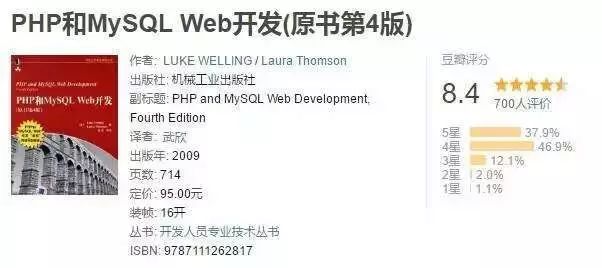 PHP和MySQL Web开发(原书第4版)
PHP and MySQL Web Development
PHP和MySQL Web开发
作者: LUKE WELLING / Laura Thomson
出版社: 机械工业出版社
副标题: PHP and MySQL Web Development,
Fourth Edition
译者: 武欣
出版年: 2009
页数: 714
定价: 95.00元
装帧: 16开
丛书: 开发人员专业技术丛书
ISBN: 9787111262817
豆瓣评分
8.4
700人评价
5星 37.9%
4星 46.9%
3星 12.1%
2星 2.0%
1星 1.1%